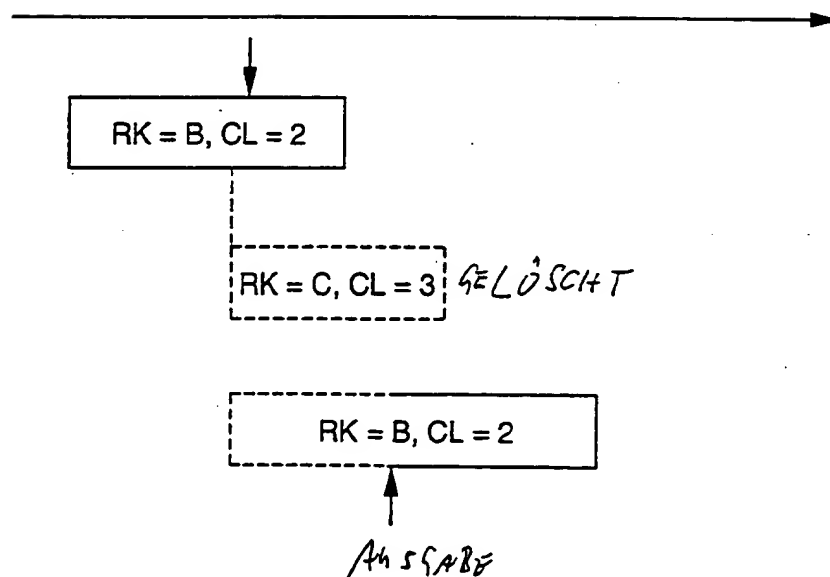 RK = B, CL = 2
RK = C, CL = 3 GELÖSCHT
RK = B, CL = 2
AUSGABE